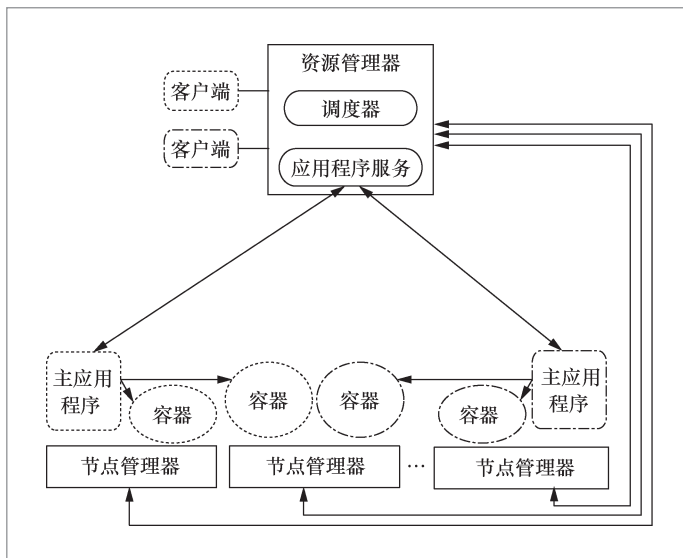 资源管理器
客户端
调度器
客户端
应用程序服务
主应用
程序
容器
容器
容器
容器
主应用
程序
节点管理器
节点管理器
…
节点管理器